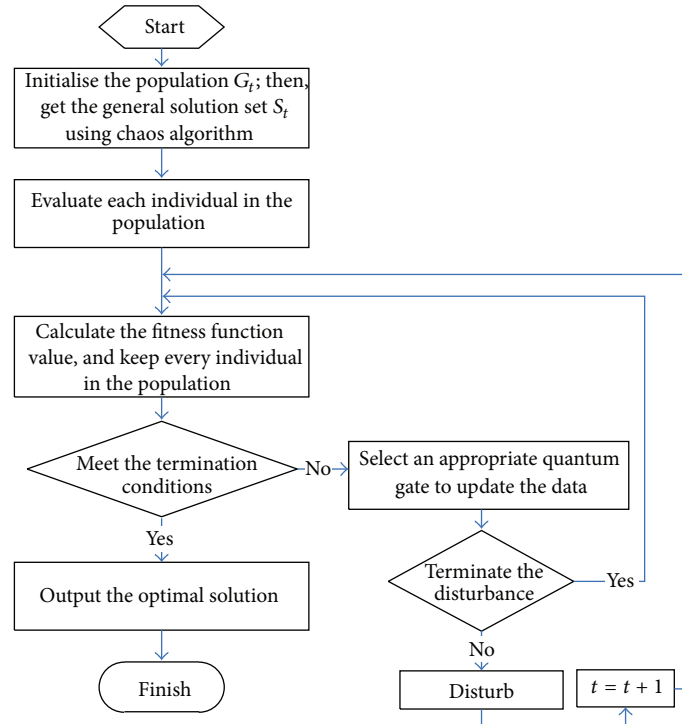 Start
Initialise the population Gₜ; then,
get the general solution set Sₜ
using chaos algorithm
Evaluate each individual in the
population
Calculate the fitness function
value, and keep every individual
in the population
Meet the termination
conditions
No
Select an appropriate quantum
gate to update the data
Yes
Terminate the
disturbance
Yes
Output the optimal solution
No
Finish
Disturb
t = t + 1